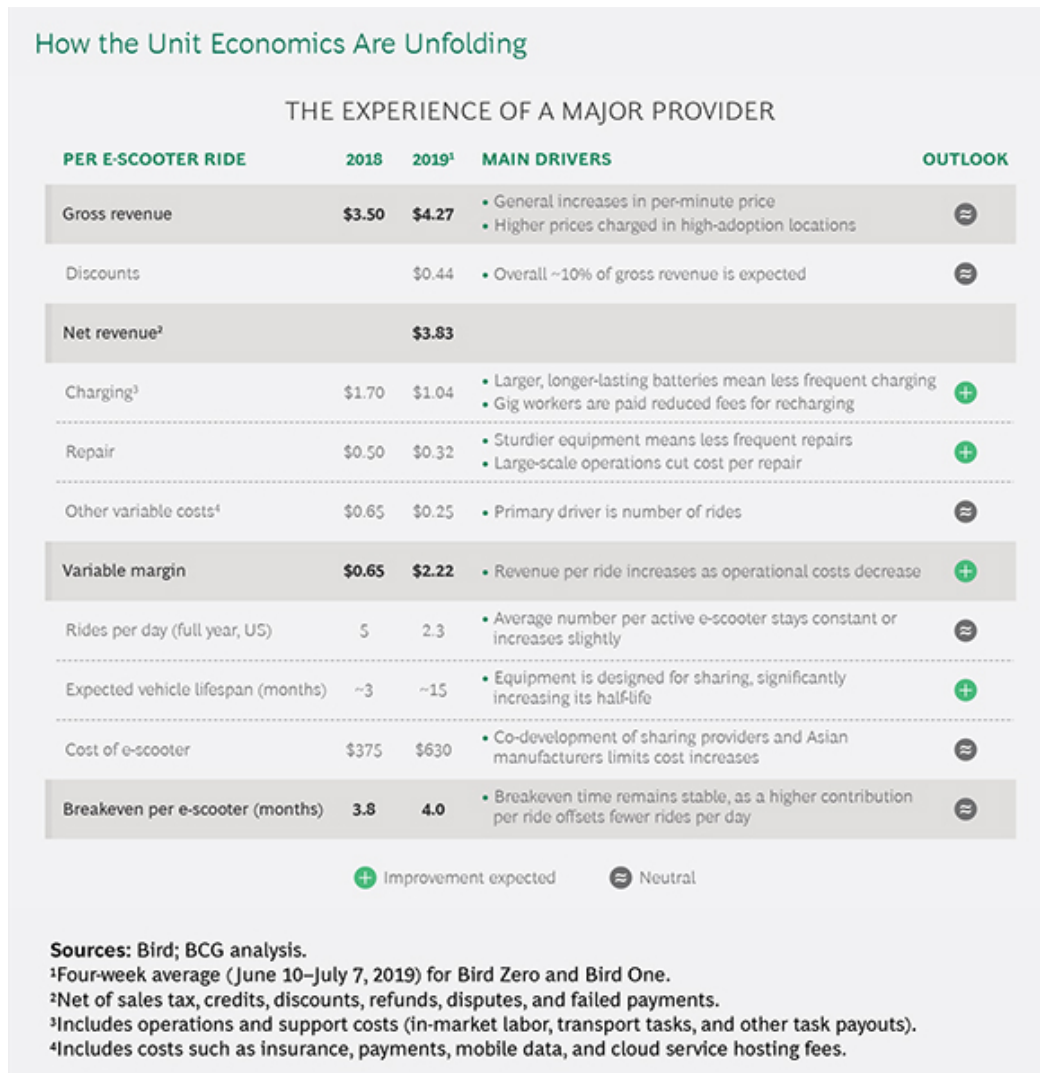 How the Unit Economics Are Unfolding
THE EXPERIENCE OF A MAJOR PROVIDER
PER E-SCOOTER RIDE 2018 2019¹ MAIN DRIVERS OUTLOOK
Gross revenue $3.50 $4.27 • General increases in per-minute price
• Higher prices charged in high-adoption locations ≈
Discounts $0.44 • Overall ~10% of gross revenue is expected ≈
Net revenue² $3.83
Charging³ $1.70 $1.04 • Larger, longer-lasting batteries mean less frequent charging
• Gig workers are paid reduced fees for recharging +
Repair $0.50 $0.32 • Sturdier equipment means less frequent repairs
• Large-scale operations cut cost per repair +
Other variable costs⁴ $0.65 $0.25 • Primary driver is number of rides ≈
Variable margin $0.65 $2.22 • Revenue per ride increases as operational costs decrease +
Rides per day (full year, US) 5 2.3 • Average number per active e-scooter stays constant or
increases slightly ≈
Expected vehicle lifespan (months) ~3 ~15 • Equipment is designed for sharing, significantly
increasing its half-life +
Cost of e-scooter $375 $630 • Co-development of sharing providers and Asian
manufacturers limits cost increases ≈
Breakeven per e-scooter (months) 3.8 4.0 • Breakeven time remains stable, as a higher contribution
per ride offsets fewer rides per day ≈
+ Improvement expected ≈ Neutral
Sources: Bird; BCG analysis.
¹Four-week average (June 10–July 7, 2019) for Bird Zero and Bird One.
²Net of sales tax, credits, discounts, refunds, disputes, and failed payments.
³Includes operations and support costs (in-market labor, transport tasks, and other task payouts).
⁴Includes costs such as insurance, payments, mobile data, and cloud service hosting fees.